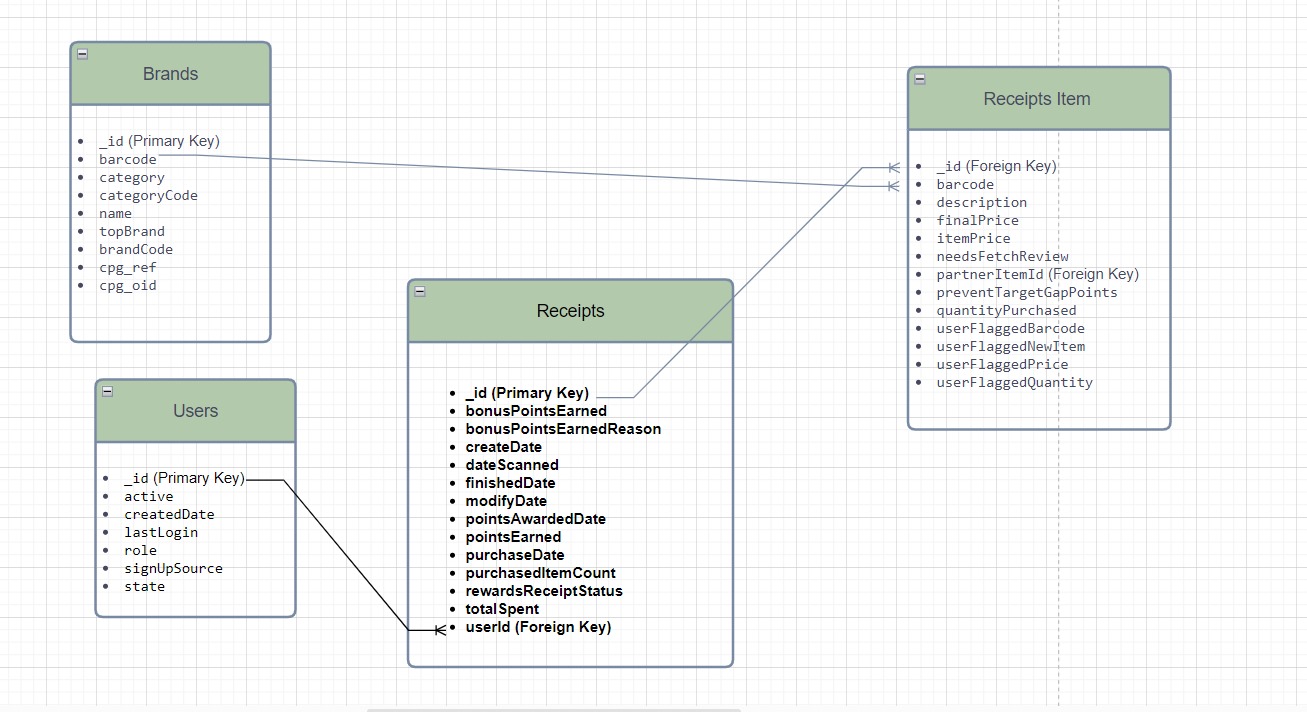 Brands
_id (Primary Key)
barcode
category
categoryCode
name
topBrand
brandCode
cpg_ref
cpg_oid
Users
_id (Primary Key)
active
createdDate
lastLogin
role
signUpSource
state
Receipts
_id (Primary Key)
bonusPointsEarned
bonusPointsEarnedReason
createDate
dateScanned
finishedDate
modifyDate
pointsAwardedDate
pointsEarned
purchaseDate
purchasedItemCount
rewardsReceiptStatus
totalSpent
userId (Foreign Key)
Receipts Item
_id (Foreign Key)
barcode
description
finalPrice
itemPrice
needsFetchReview
partnerItemId (Foreign Key)
preventTargetGapPoints
quantityPurchased
userFlaggedBarcode
userFlaggedNewItem
userFlaggedPrice
userFlaggedQuantity